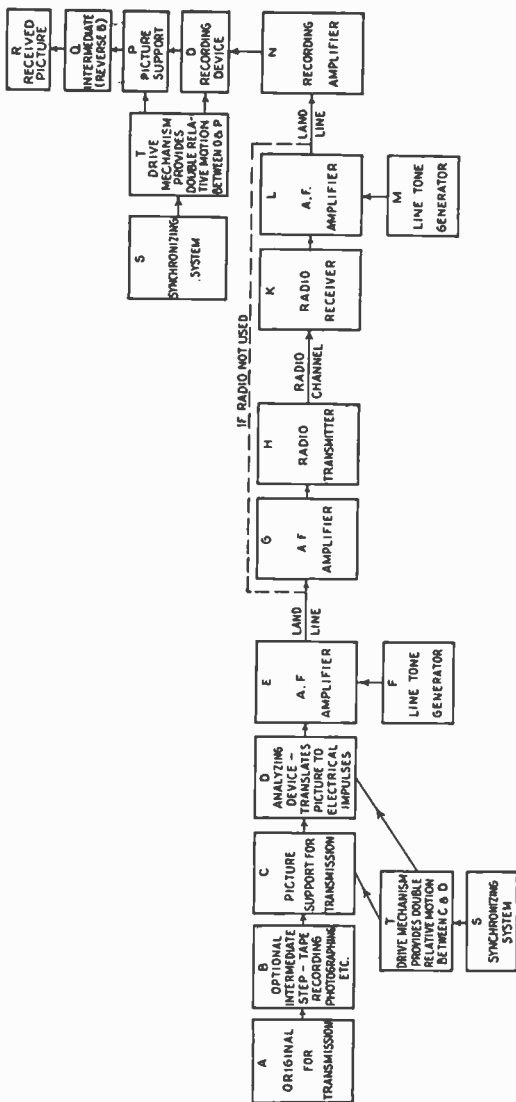 A
ORIGINAL
FOR
TRANSMISSION
B
OPTIONAL
INTERMEDIATE
STEP – TAPE
RECORDING
PHOTOGRAPHING
ETC.
C
PICTURE
SUPPORT FOR
TRANSMISSION
D
ANALYZING
DEVICE –
TRANSLATES
PICTURE TO
ELECTRICAL
IMPULSES
T
DRIVE MECHANISM
PROVIDES DOUBLE
RELATIVE MOTION
BETWEEN C & D
S
SYNCHRONIZING
SYSTEM
E
A.F
AMPLIFIER
F
LINE TONE
GENERATOR
LAND
LINE
IF RADIO NOT USED
G
A F
AMPLIFIER
H
RADIO
TRANSMITTER
RADIO
CHANNEL
K
RADIO
RECEIVER
L
A.F.
AMPLIFIER
M
LINE TONE
GENERATOR
LAND
LINE
N
RECORDING
AMPLIFIER
O
RECORDING
DEVICE
P
PICTURE
SUPPORT
Q
INTERMEDIATE
(REVERSE B)
R
RECEIVED
PICTURE
T
DRIVE
MECHANISM
PROVIDES
DOUBLE RELA-
TIVE MOTION
BETWEEN O & P
S
SYNCHRONIZING
.SYSTEM